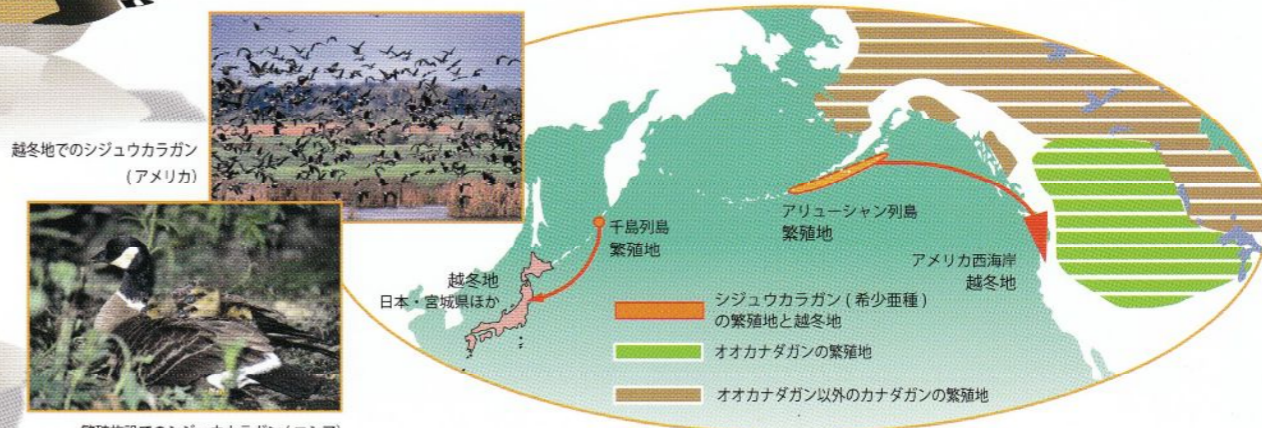 越冬地でのシジュウカラガン
(アメリカ)
千島列島
繁殖地
越冬地
日本・宮城県ほか
アリューシャン列島
繁殖地
アメリカ西海岸
越冬地
シジュウカラガン(希少亜種)
の繁殖地と越冬地
オオカナダガンの繁殖地
オオカナダガン以外のカナダガンの繁殖地